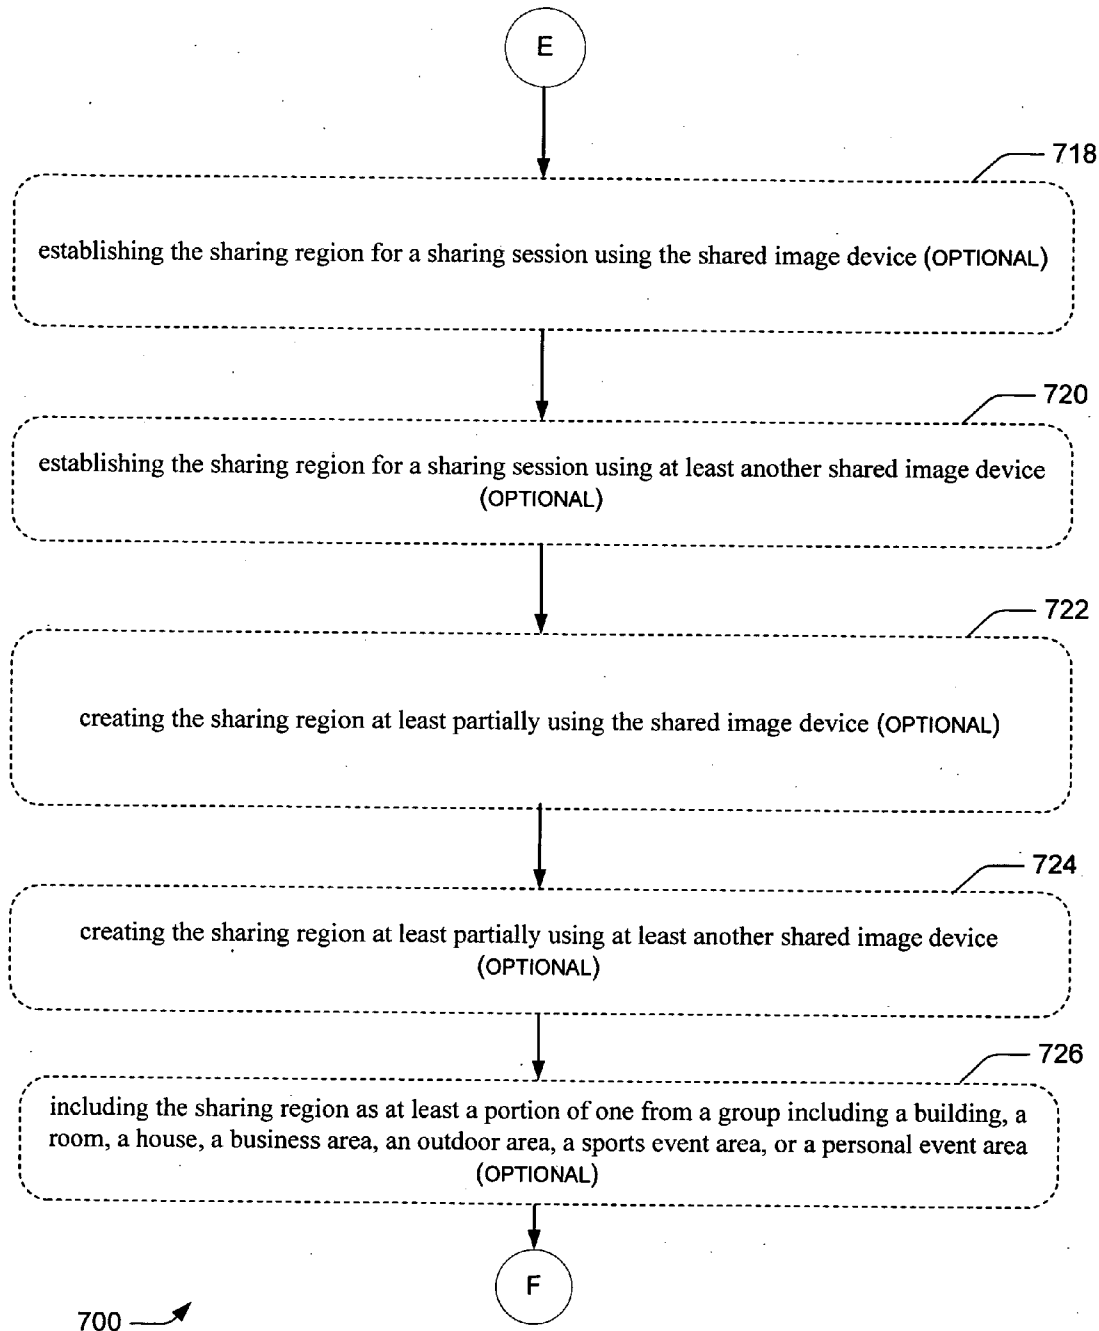 E
718
establishing the sharing region for a sharing session using the shared image device (OPTIONAL)
720
establishing the sharing region for a sharing session using at least another shared image device
(OPTIONAL)
722
creating the sharing region at least partially using the shared image device (OPTIONAL)
724
creating the sharing region at least partially using at least another shared image device
(OPTIONAL)
726
including the sharing region as at least a portion of one from a group including a building, a
room, a house, a business area, an outdoor area, a sports event area, or a personal event area
(OPTIONAL)
F
700